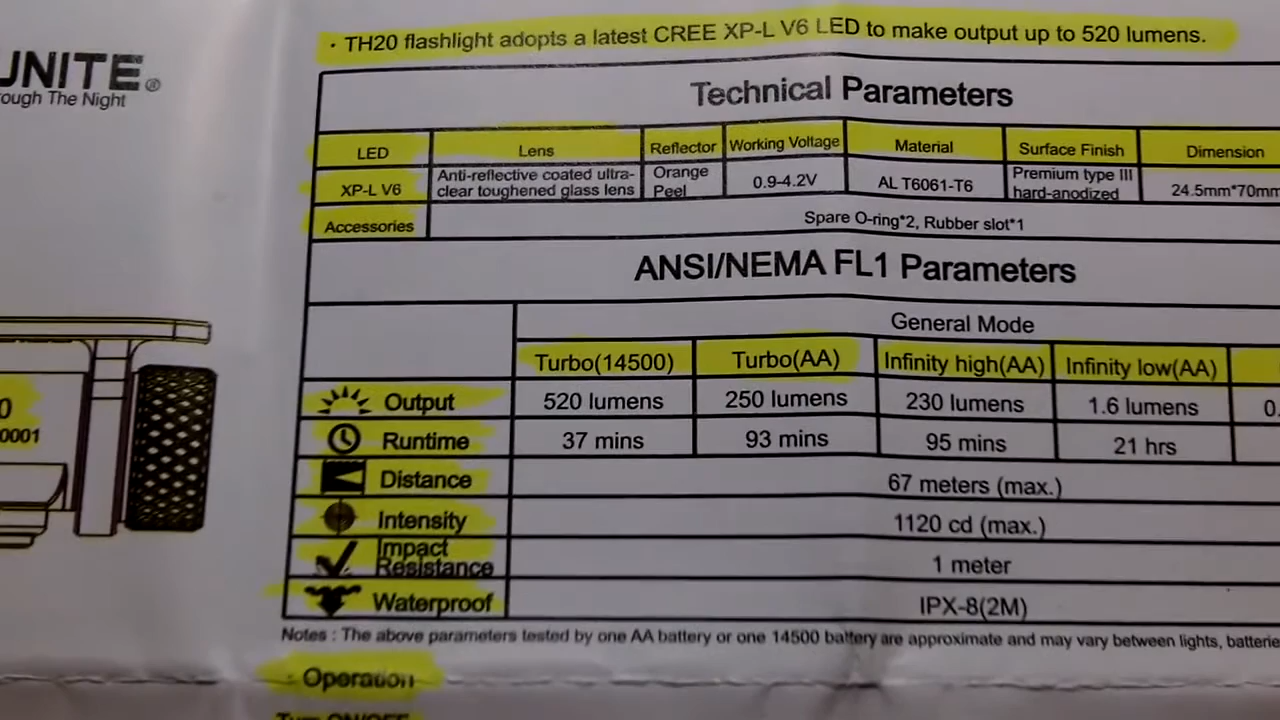 · TH20 flashlight adopts a latest CREE XP-L V6 LED to make output up to 520 lumens.
UNITE®
ough The Night
Technical Parameters
LED Lens Reflector Working Voltage Material Surface Finish Dimension
XP-L V6 Anti-reflective coated ultra-clear toughened glass lens Orange Peel 0.9-4.2V AL T6061-T6 Premium type III hard-anodized 24.5mm*70mm
Accessories Spare O-ring*2, Rubber slot*1
ANSI/NEMA FL1 Parameters
General Mode
Turbo(14500) Turbo(AA) Infinity high(AA) Infinity low(AA)
Output 520 lumens 250 lumens 230 lumens 1.6 lumens 0.
Runtime 37 mins 93 mins 95 mins 21 hrs
Distance 67 meters (max.)
Intensity 1120 cd (max.)
Impact Resistance 1 meter
Waterproof IPX-8(2M)
Notes : The above parameters tested by one AA battery or one 14500 battery are approximate and may vary between lights, batterie
0
0001
: Operation
Turn ON/OFF